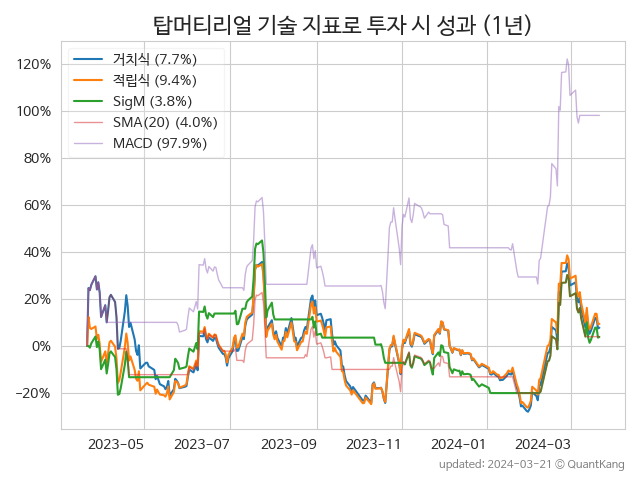 탑머티리얼 기술 지표로 투자 시 성과 (1년)
거치식 (7.7%)
적립식 (9.4%)
SigM (3.8%)
SMA(20) (4.0%)
MACD (97.9%)
120%
100%
80%
60%
40%
20%
0%
−20%
2023-05 2023-07 2023-09 2023-11 2024-01 2024-03
updated: 2024-03-21 © QuantKang